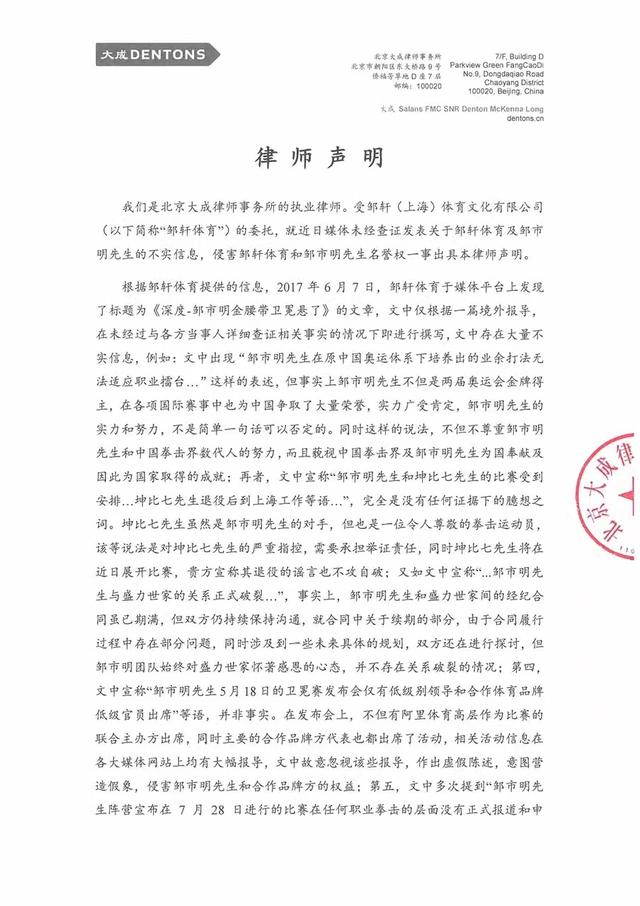 大成DENTONS
北京大成律师事务所
北京市朝阳区东大桥路 9 号
侨福芳草地 D 座 7 层
邮编：100020
7/F, Building D
Parkview Green FangCaoDi
No.9, Dongdaqiao Road
Chaoyang District
100020, Beijing, China
大成 Salans FMC SNR Denton McKenna Long
dentons.cn
律 师 声 明
我们是北京大成律师事务所的执业律师。受邹轩（上海）体育文化有限公司
（以下简称“邹轩体育”）的委托，就近日媒体未经查证发表关于邹轩体育及邹市
明先生的不实信息，侵害邹轩体育和邹市明先生名誉权一事出具本律师声明。
根据邹轩体育提供的信息，2017 年 6 月 7 日，邹轩体育于媒体平台上发现
了标题为《深度-邹市明金腰带卫冕悬了》的文章，文中仅根据一篇境外报导，
在未经过与各方当事人详细查证相关事实的情况下即进行撰写，文中存在大量不
实信息，例如：文中出现“邹市明先生在原中国奥运体系下培养出的业余打法无
法适应职业擂台...”这样的表述，但事实上邹市明先生不但是两届奥运会金牌得
主，在各项国际赛事中也为中国争取了大量荣誉，实力广受肯定，邹市明先生的
实力和努力，不是简单一句话可以否定的。同时这样的说法，不但不尊重邹市明
先生和中国拳击界数代人的努力，而且藐视中国拳击界及邹市明先生为国奉献及
因此为国家取得的成就；再者，文中宣称“邹市明先生和坤比七先生的比赛受到
安排...坤比七先生退役后到上海工作等语...”，完全是没有任何证据下的臆想之
词。坤比七先生虽然是邹市明先生的对手，但也是一位令人尊敬的拳击运动员，
该等说法是对坤比七先生的严重指控，需要承担举证责任，同时坤比七先生将在
近日展开比赛，贵方宣称其退役的谣言也不攻自破；又如文中宣称“...邹市明先
生与盛力世家的关系正式破裂...”，事实上，邹市明先生和盛力世家间的经纪合
同虽已期满，但双方仍持续保持沟通，就合同中关于续期的部分，由于合同履行
过程中存在部分问题，同时涉及到一些未来具体的规划，双方还在进行探讨，但
邹市明团队始终对盛力世家怀著感恩的心态，并不存在关系破裂的情况；第四，
文中宣称“邹市明先生 5 月 18 日的卫冕赛发布会仅有低级别领导和合作体育品牌
低级官员出席”等语，并非事实。在发布会上，不但有阿里体育高层作为比赛的
联合主办方出席，同时主要的合作品牌方代表也都出席了活动，相关活动信息在
各大媒体网站上均有大幅报导，文中故意忽视该些报导，作出虚假陈述，意图营
造假象，侵害邹市明先生和合作品牌方的权益；第五，文中多次提到“邹市明先
生阵营宣布在 7 月 28 日进行的比赛在任何职业拳击的层面没有正式报道和申
北京大成律